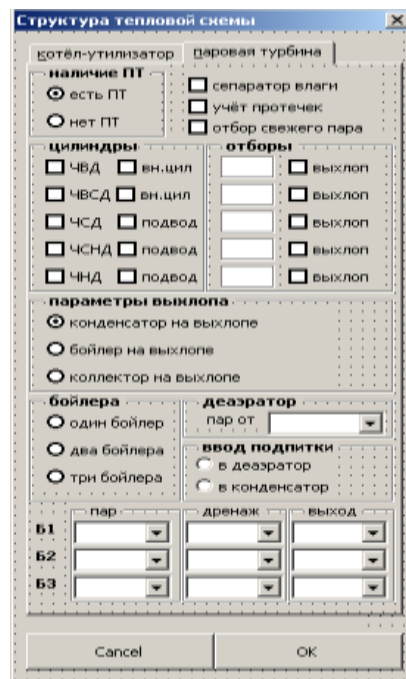 Структура тепловой схемы
котёл-утилизатор паровая турбина
наличие ПТ
есть ПТ сепаратор влаги
учёт протечек
нет ПТ отбор свежего пара
цилиндры отборы
ЧВД вн.цил выхлоп
ЧВСД вн.цил выхлоп
ЧСД подвод выхлоп
ЧСНД подвод выхлоп
ЧНД подвод выхлоп
параметры выхлопа
конденсатор на выхлопе
бойлер на выхлопе
коллектор на выхлопе
бойлера деаэратор
один бойлер пар от
два бойлера ввод подпитки
в деаэратор
три бойлера в конденсатор
пар дренаж выход
Б1
Б2
Б3
Cancel OK